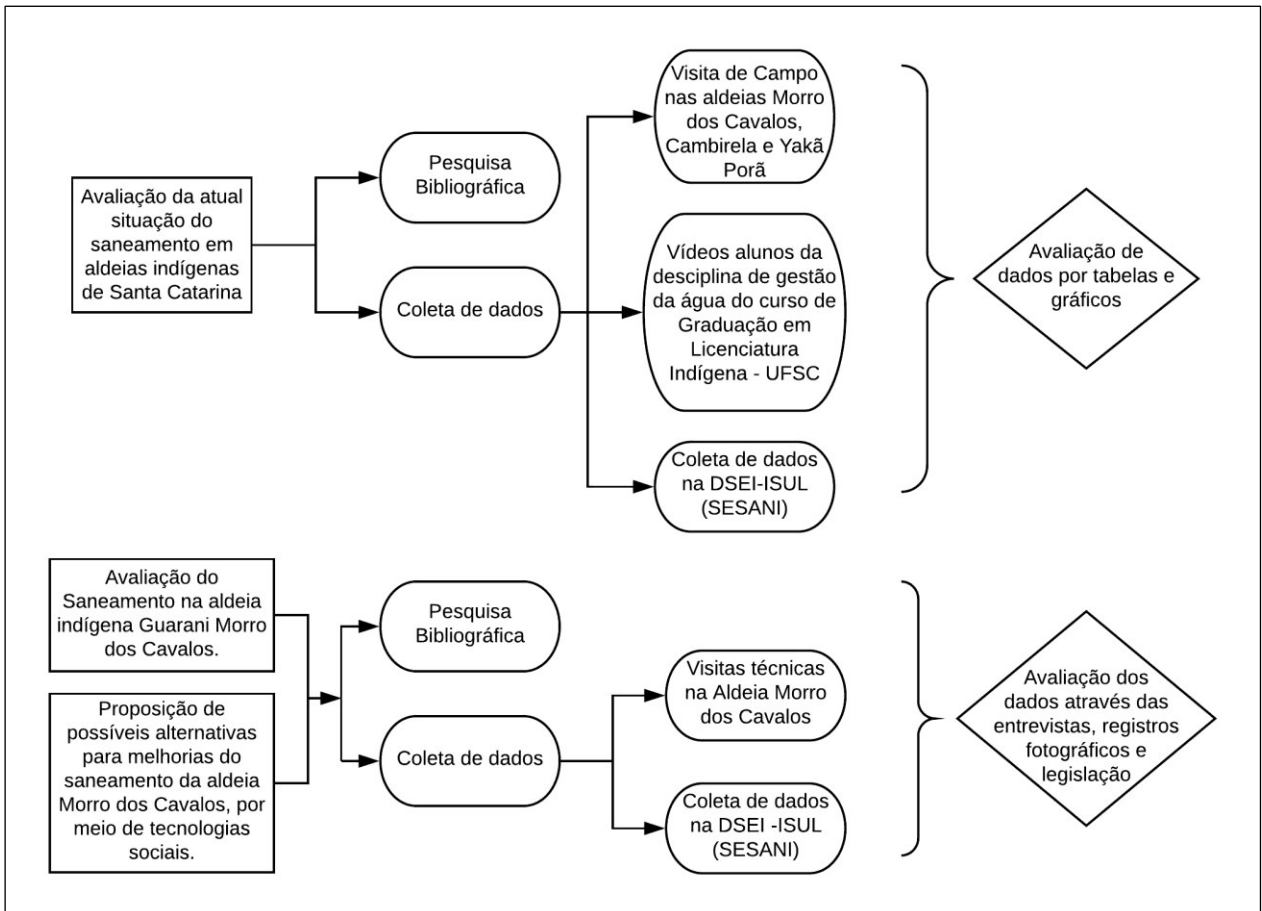 Avaliação da atual
situação do
saneamento em
aldeias indígenas
de Santa Catarina
Pesquisa
Bibliográfica
Coleta de dados
Visita de Campo
nas aldeias Morro
dos Cavalos,
Cambirela e Yakã
Porã
Vídeos alunos da
desciplina de gestão
da água do curso de
Graduação em
Licenciatura
Indígena - UFSC
Coleta de dados
na DSEI-ISUL
(SESANI)
Avaliação de
dados por tabelas e
gráficos
Avaliação do
Saneamento na aldeia
indígena Guarani Morro
dos Cavalos.
Proposição de
possíveis alternativas
para melhorias do
saneamento da aldeia
Morro dos Cavalos, por
meio de tecnologias
sociais.
Pesquisa
Bibliográfica
Coleta de dados
Visitas técnicas
na Aldeia Morro
dos Cavalos
Coleta de dados
na DSEI -ISUL
(SESANI)
Avaliação dos
dados através das
entrevistas, registros
fotográficos e
legislação